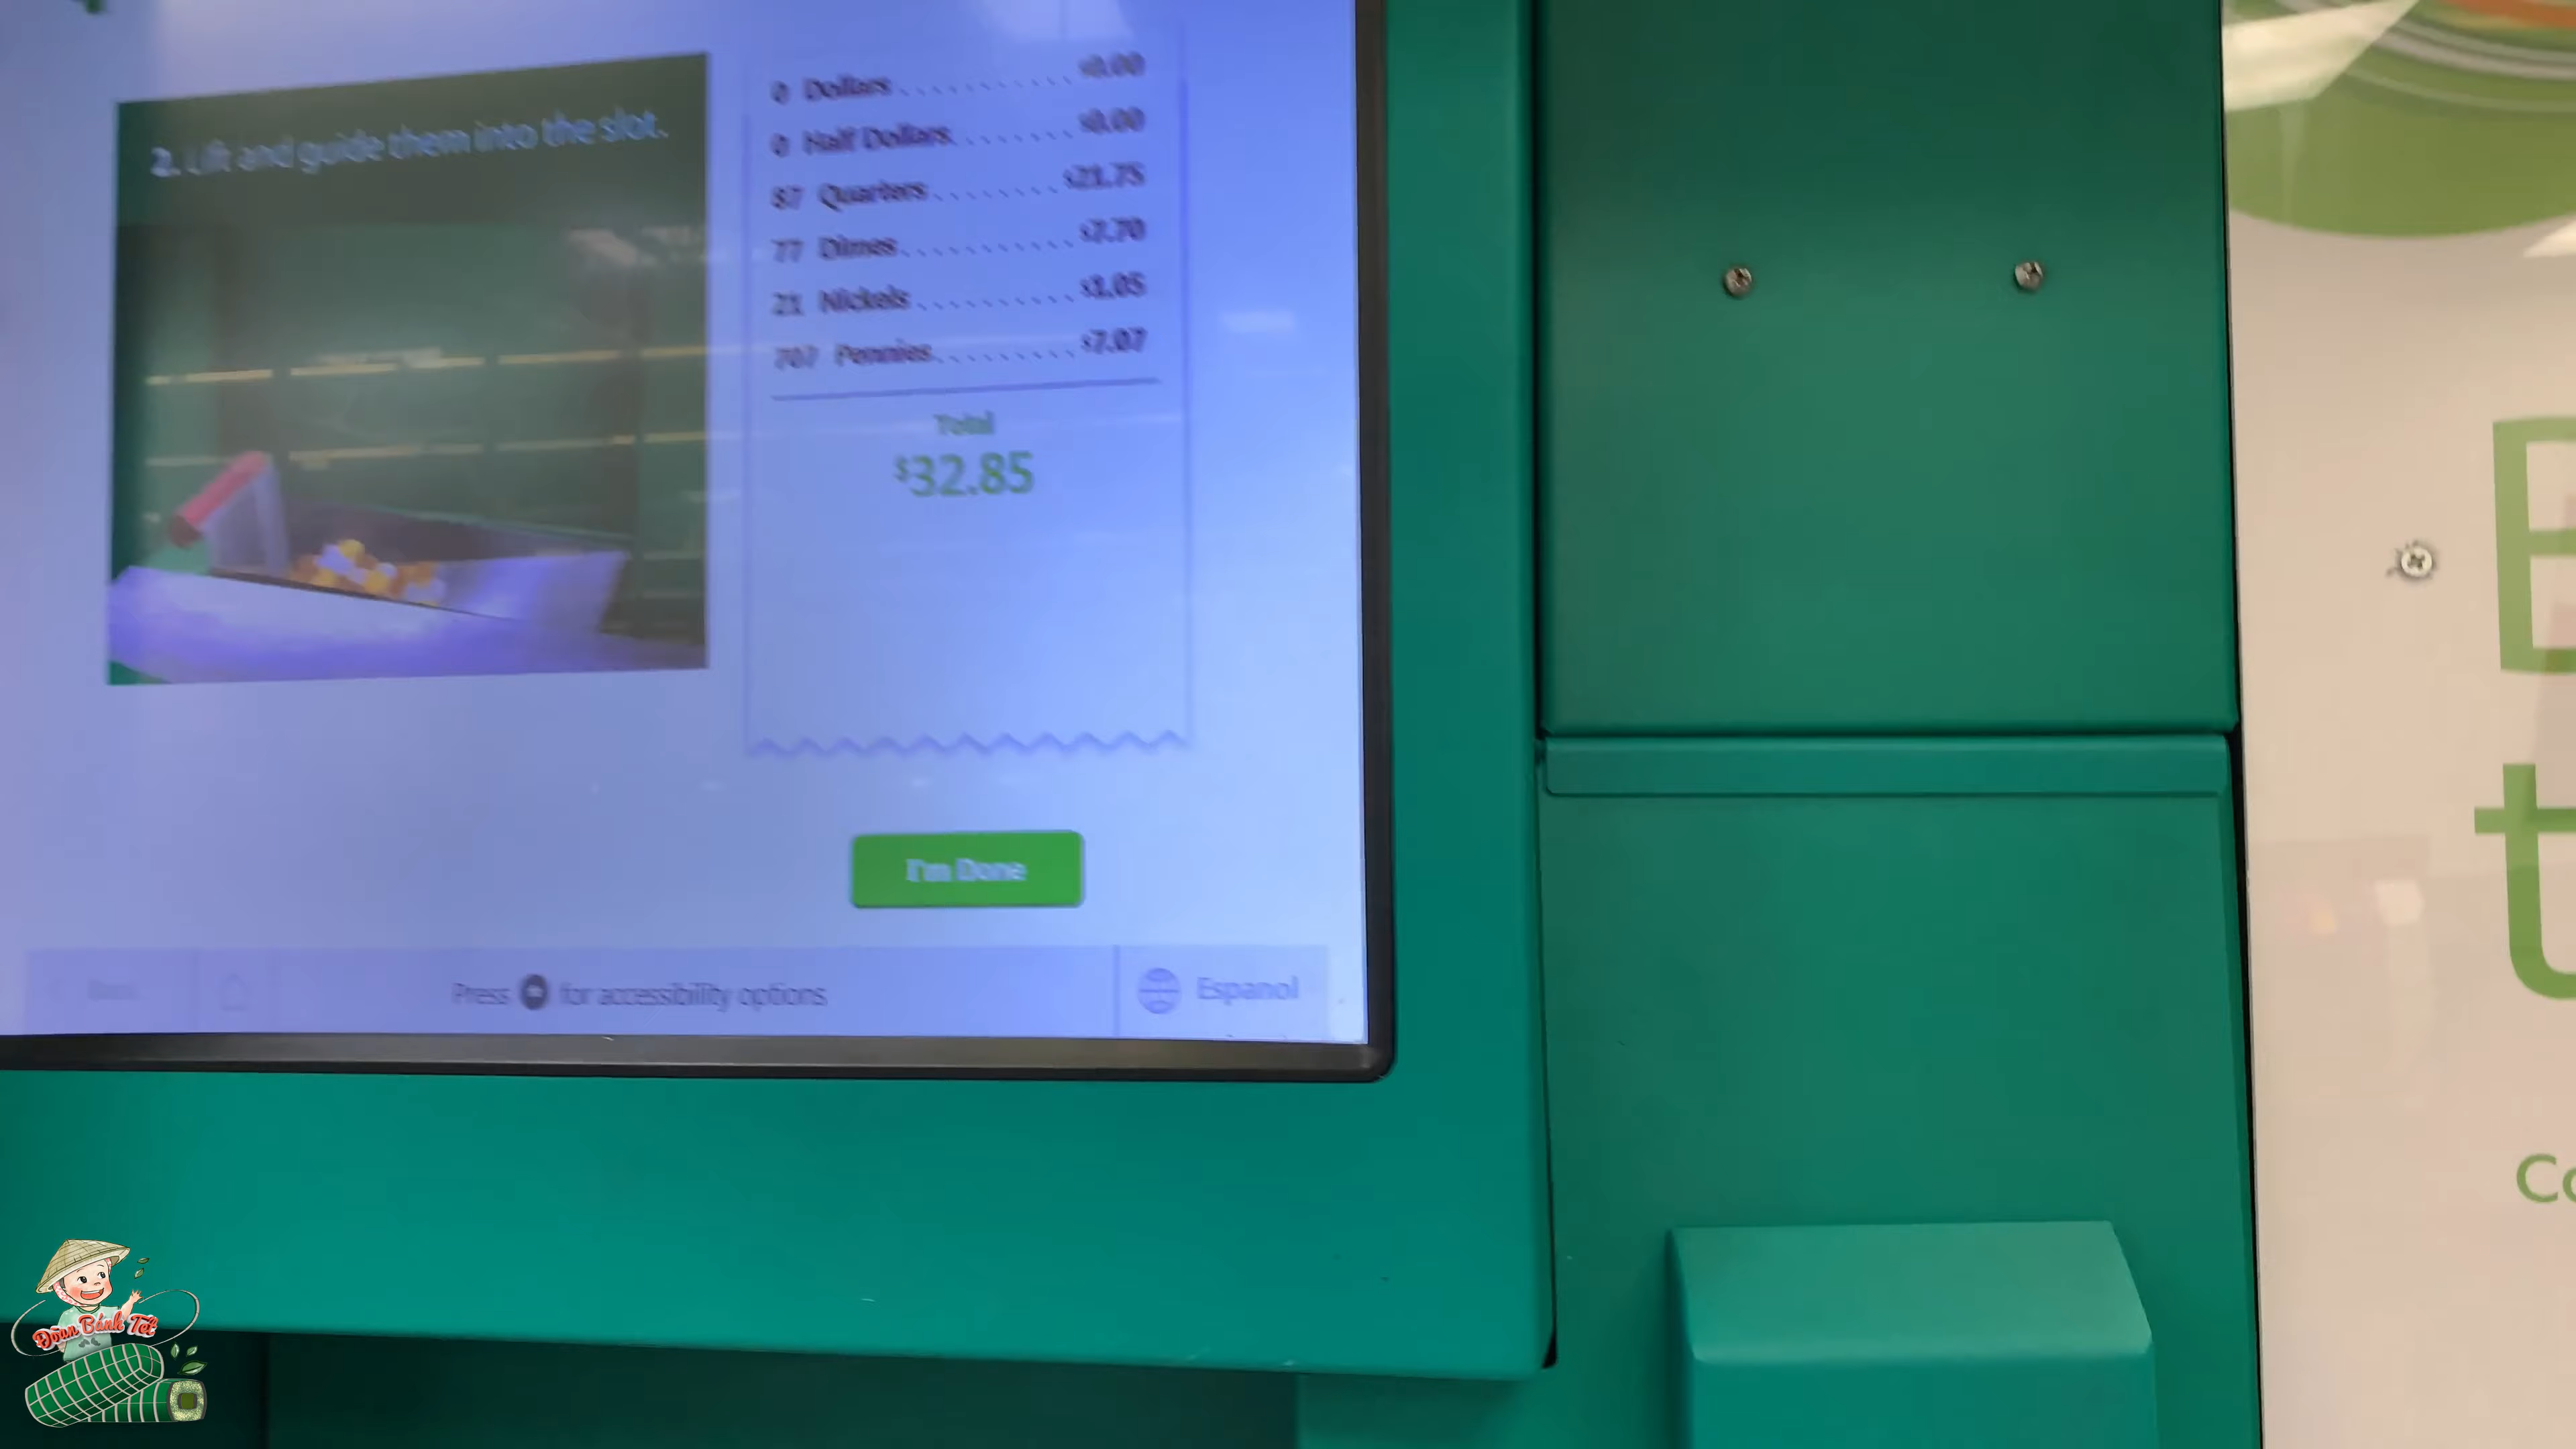 2. Lift and guide them into the slot.
0 Dollars.......... $0.00
0 Half Dollars....... $0.00
87 Quarters........ $21.75
77 Dimes........... $7.70
21 Nickels.......... $1.05
707 Pennies......... $7.07
Total
$32.85
I'm Done
Press for accessibility options
Espanol
Đòan Bánh Tét